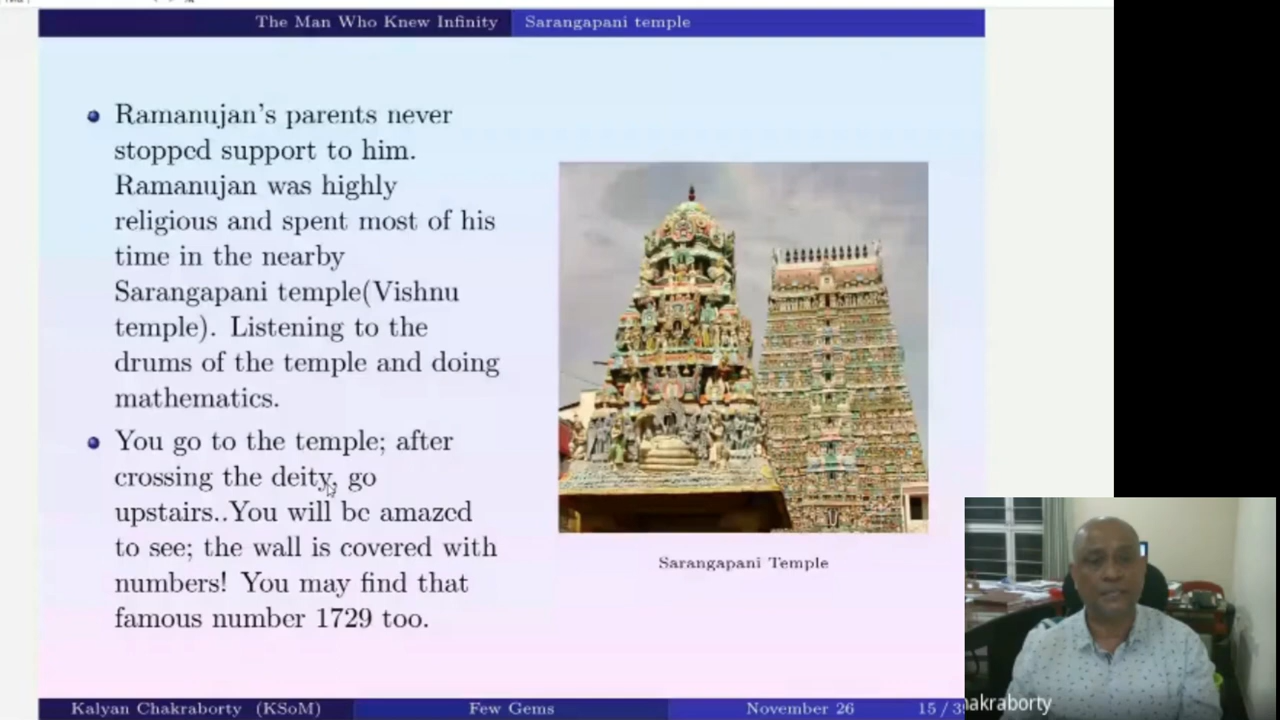 The Man Who Knew Infinity Sarangapani temple
Ramanujan's parents never
stopped support to him.
Ramanujan was highly
religious and spent most of his
time in the nearby
Sarangapani temple(Vishnu
temple). Listening to the
drums of the temple and doing
mathematics.
You go to the temple; after
crossing the deity, go
upstairs..You will be amazed
to see; the wall is covered with
numbers! You may find that
famous number 1729 too.
Sarangapani Temple
Kalyan Chakraborty (KSoM) Few Gems November 26 15 / 3
akraborty